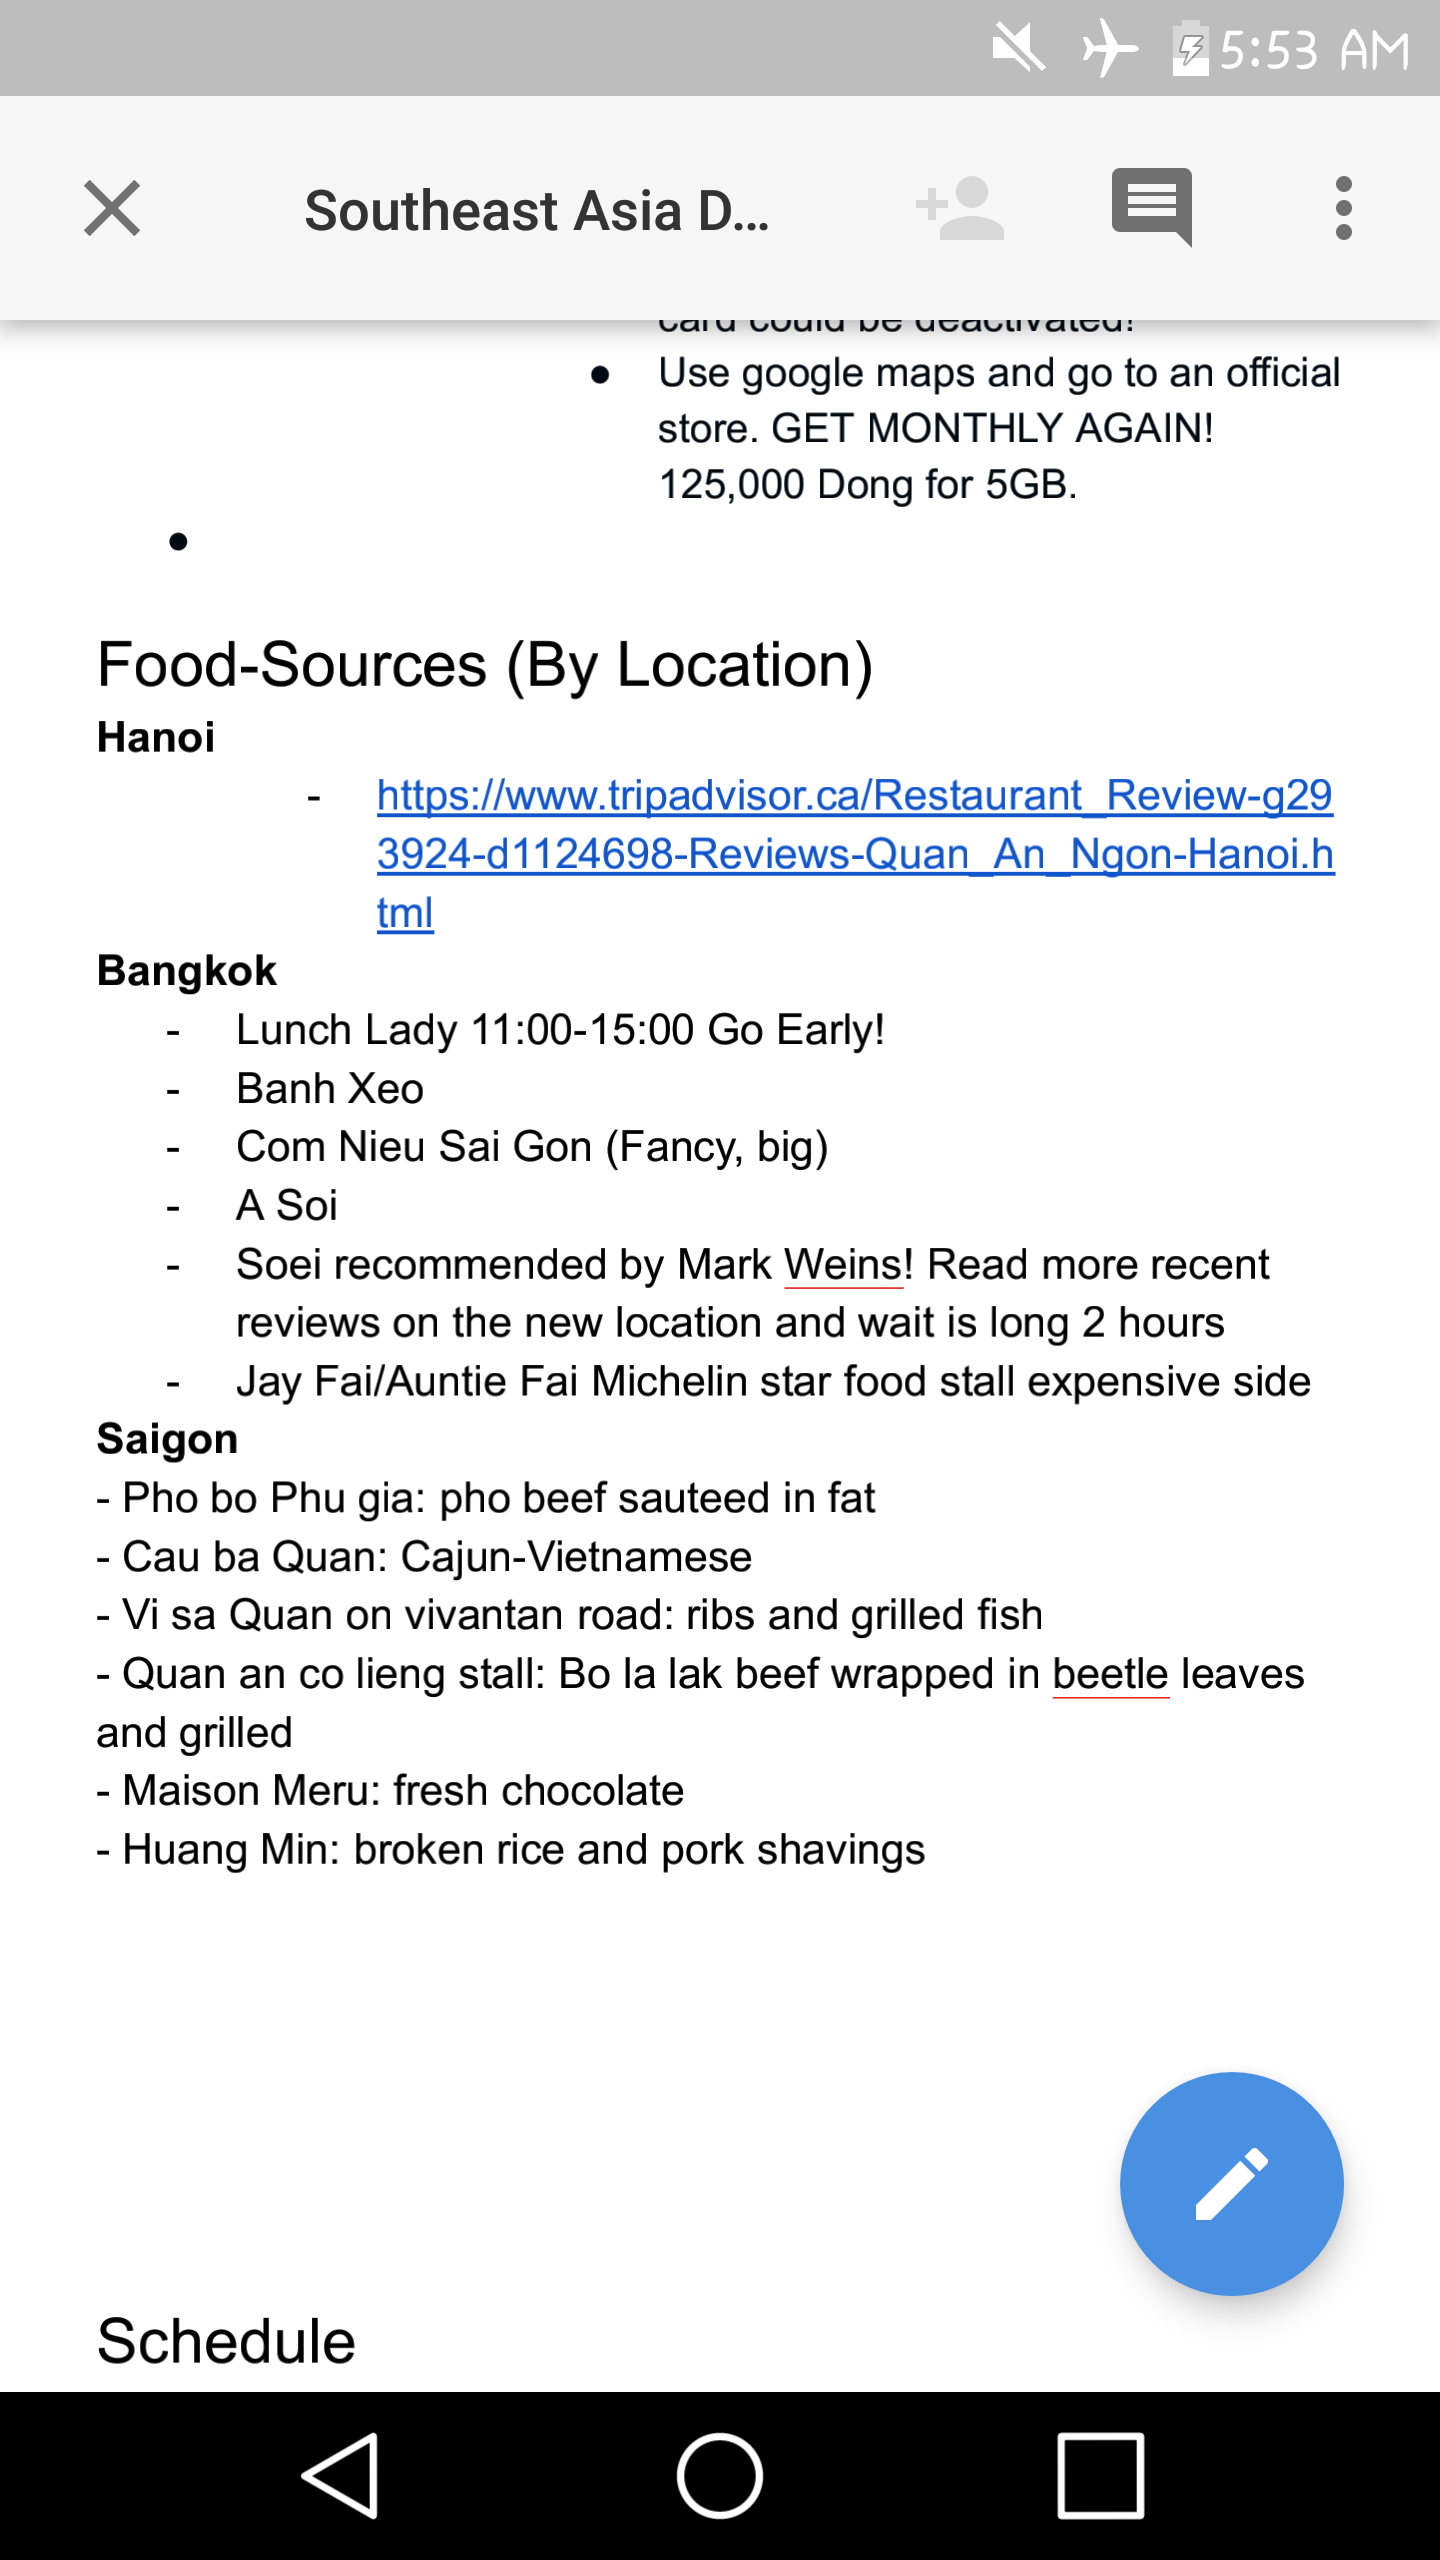 5:53 AM
Southeast Asia D...
card could be deactivated!
● Use google maps and go to an official
store. GET MONTHLY AGAIN!
125,000 Dong for 5GB.
●
Food-Sources (By Location)
Hanoi
- https://www.tripadvisor.ca/Restaurant_Review-g29
3924-d1124698-Reviews-Quan_An_Ngon-Hanoi.h
tml
Bangkok
- Lunch Lady 11:00-15:00 Go Early!
- Banh Xeo
- Com Nieu Sai Gon (Fancy, big)
- A Soi
- Soei recommended by Mark Weins! Read more recent
reviews on the new location and wait is long 2 hours
- Jay Fai/Auntie Fai Michelin star food stall expensive side
Saigon
- Pho bo Phu gia: pho beef sauteed in fat
- Cau ba Quan: Cajun-Vietnamese
- Vi sa Quan on vivantan road: ribs and grilled fish
- Quan an co lieng stall: Bo la lak beef wrapped in beetle leaves
and grilled
- Maison Meru: fresh chocolate
- Huang Min: broken rice and pork shavings
Schedule